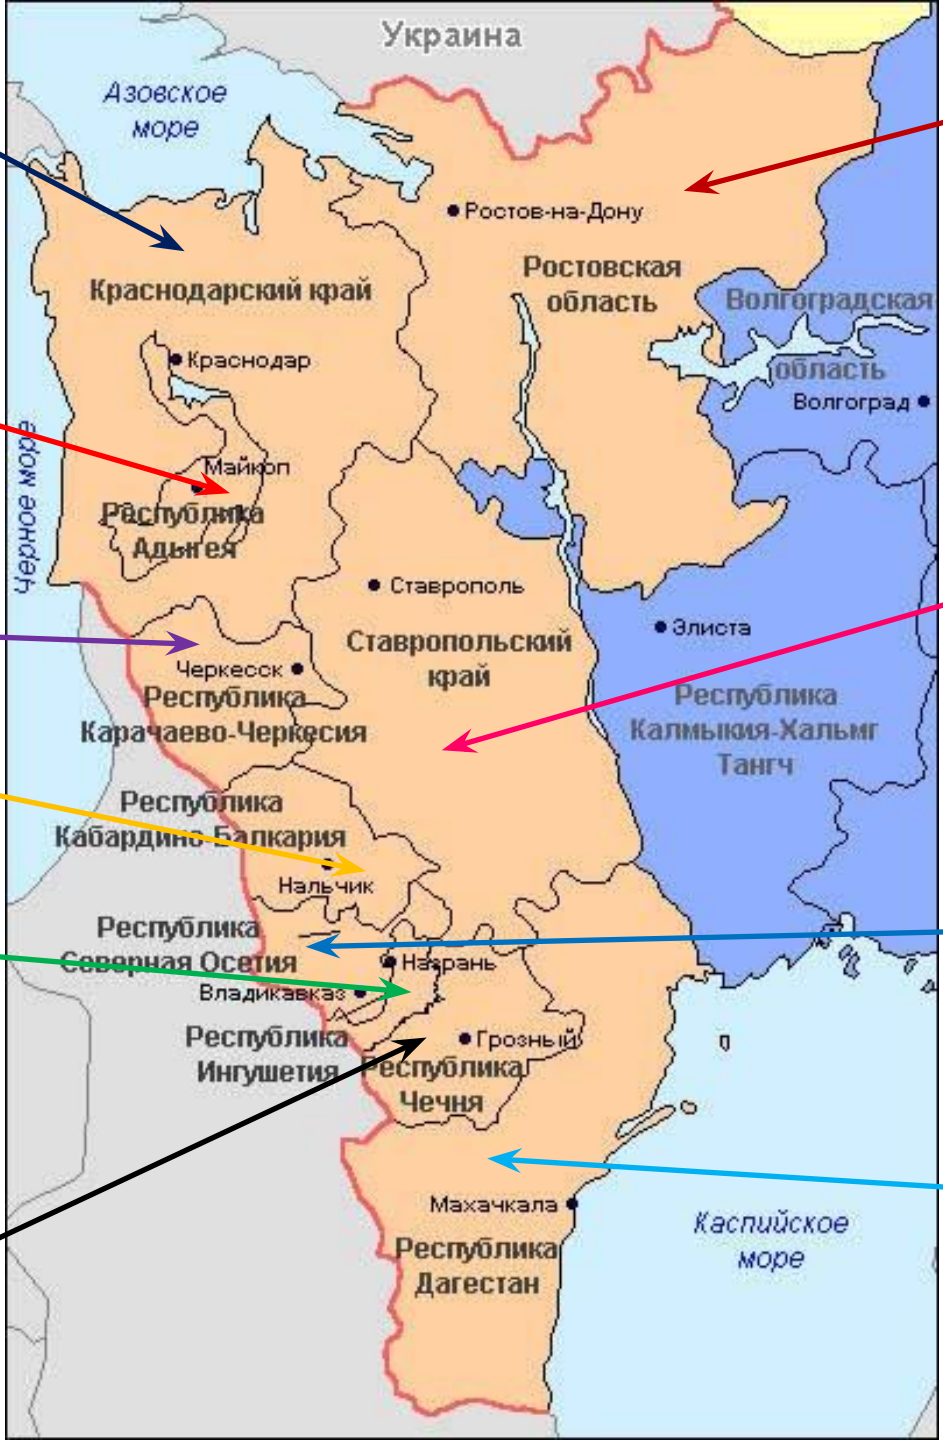 Украина
Азовское
море
Ростов-на-Дону
Ростовская
область
Краснодарский край
Волгоградская
область
Волгоград
Краснодар
Черное море
Майкоп
Республика
Адыгея
Ставрополь
Ставропольский
край
Элиста
Черкесск
Республика
Карачаево-Черкесия
Республика
Калмыкия-Хальмг
Тангч
Республика
Кабардино-Балкария
Нальчик
Республика
Северная Осетия
Назрань
Владикавказ
Республика
Ингушетия
Грозный
Республика
Чечня
Махачкала
Каспийское
море
Республика
Дагестан